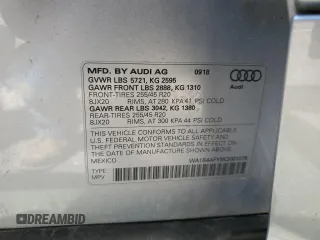 MFD. BY AUDI AG 0918
GVWR LBS 5721, KG 2595
GAWR FRONT LBS 2888, KG 1310
FRONT-TIRES 255/45 R20
8JX20 RIMS, AT 280 KPA 41 PSI COLD
GAWR REAR LBS 3042, KG 1380
REAR-TIRES 255/45 R20
8JX20 RIMS, AT 300 KPA 44 PSI COLD
THIS VEHICLE CONFORMS TO ALL APPLICABLE
U.S. FEDERAL MOTOR VEHICLE SAFETY AND
THEFT PREVENTION STANDARDS IN EFFECT ON
THE DATE OF MANUFACTURE SHOWN ABOVE.
MEXICO
TYPE:
MPV
AUTOBIDMASTER